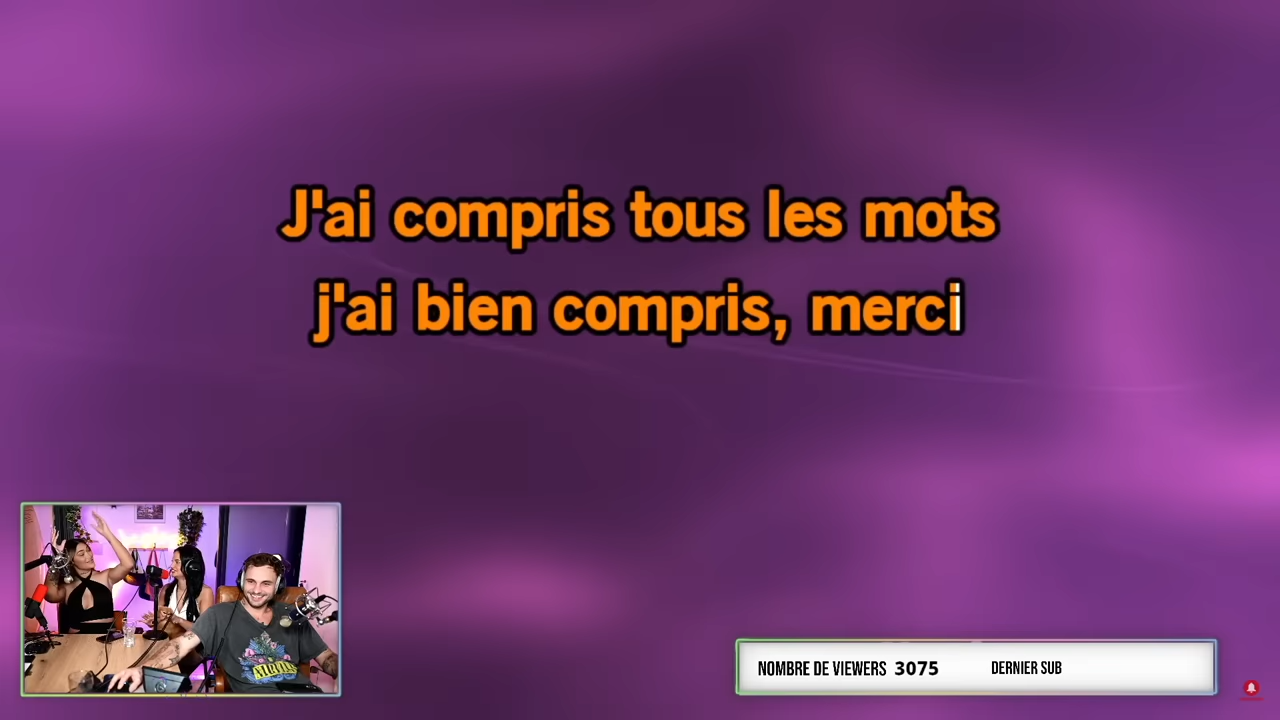 J'ai compris tous les mots
j'ai bien compris, merci
NOMBRE DE VIEWERS 3075 DERNIER SUB